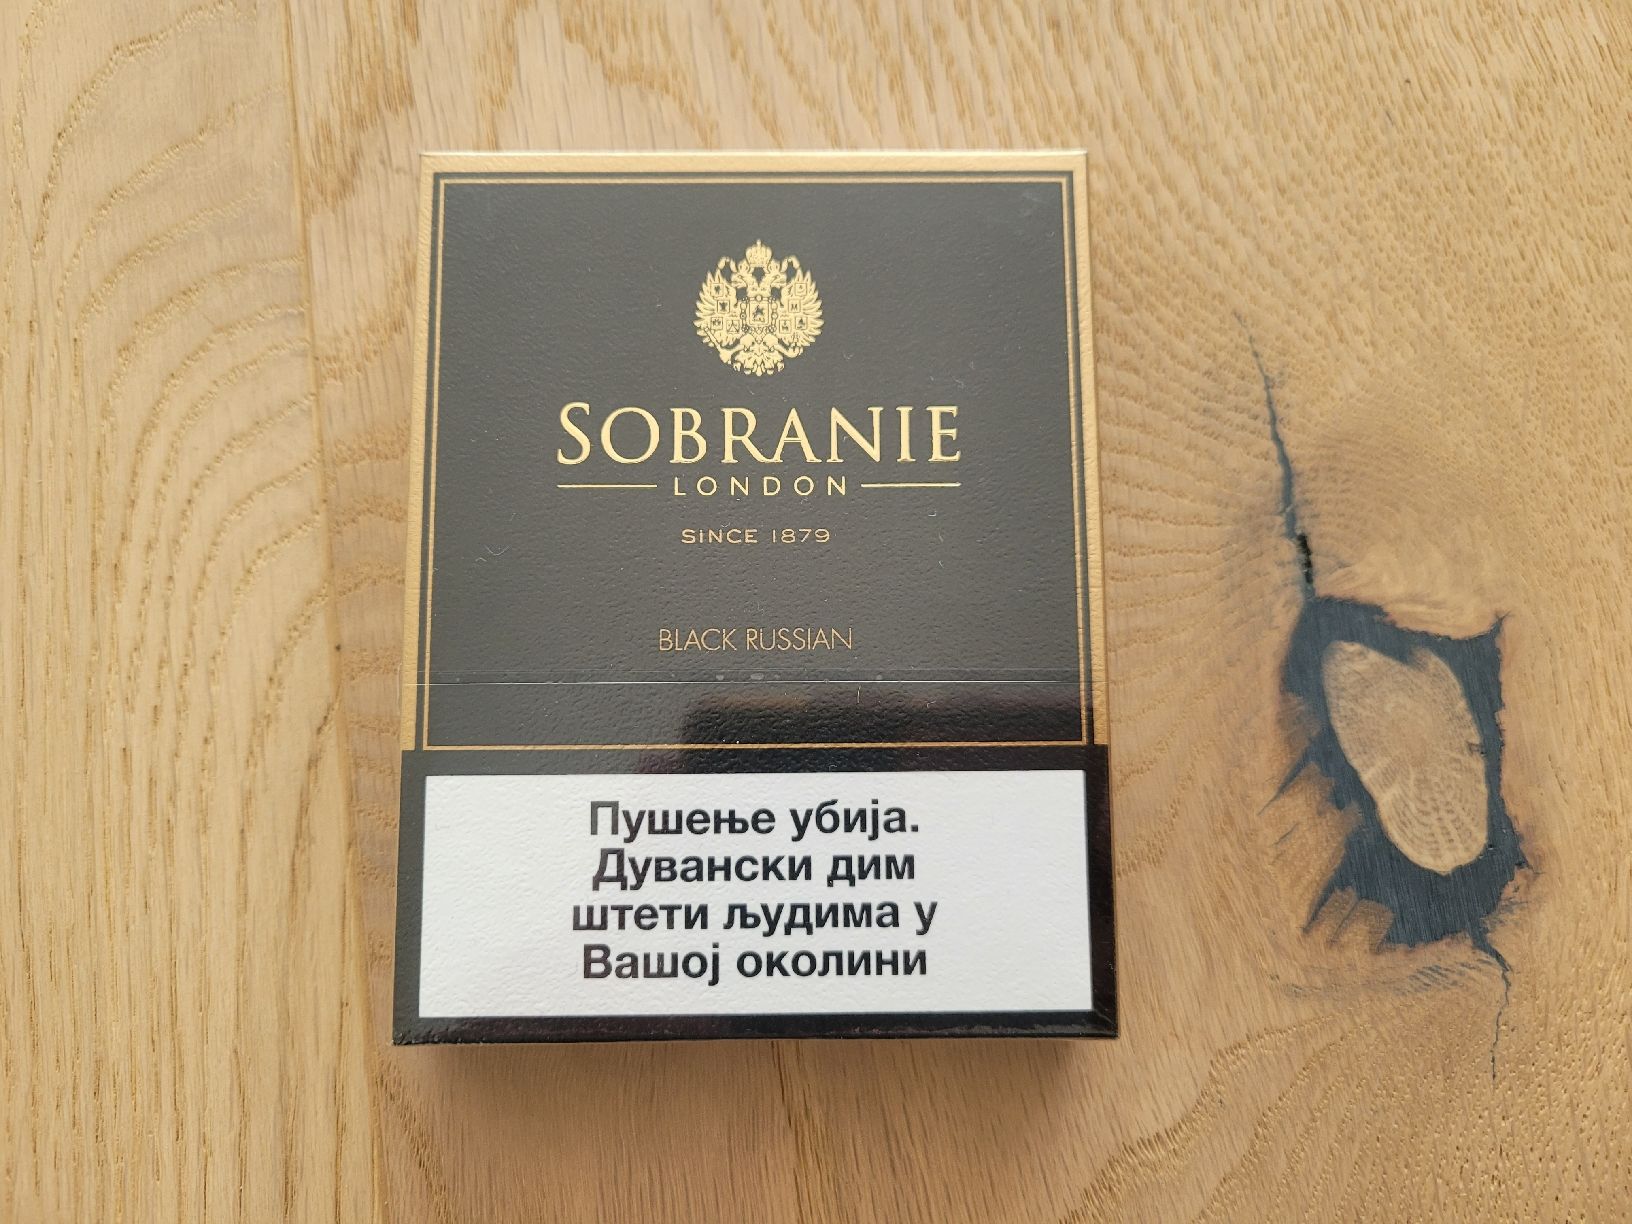 SOBRANIE
LONDON
SINCE 1879
BLACK RUSSIAN
Пушење убија.
Дувански дим
штети људима у
Вашој околини